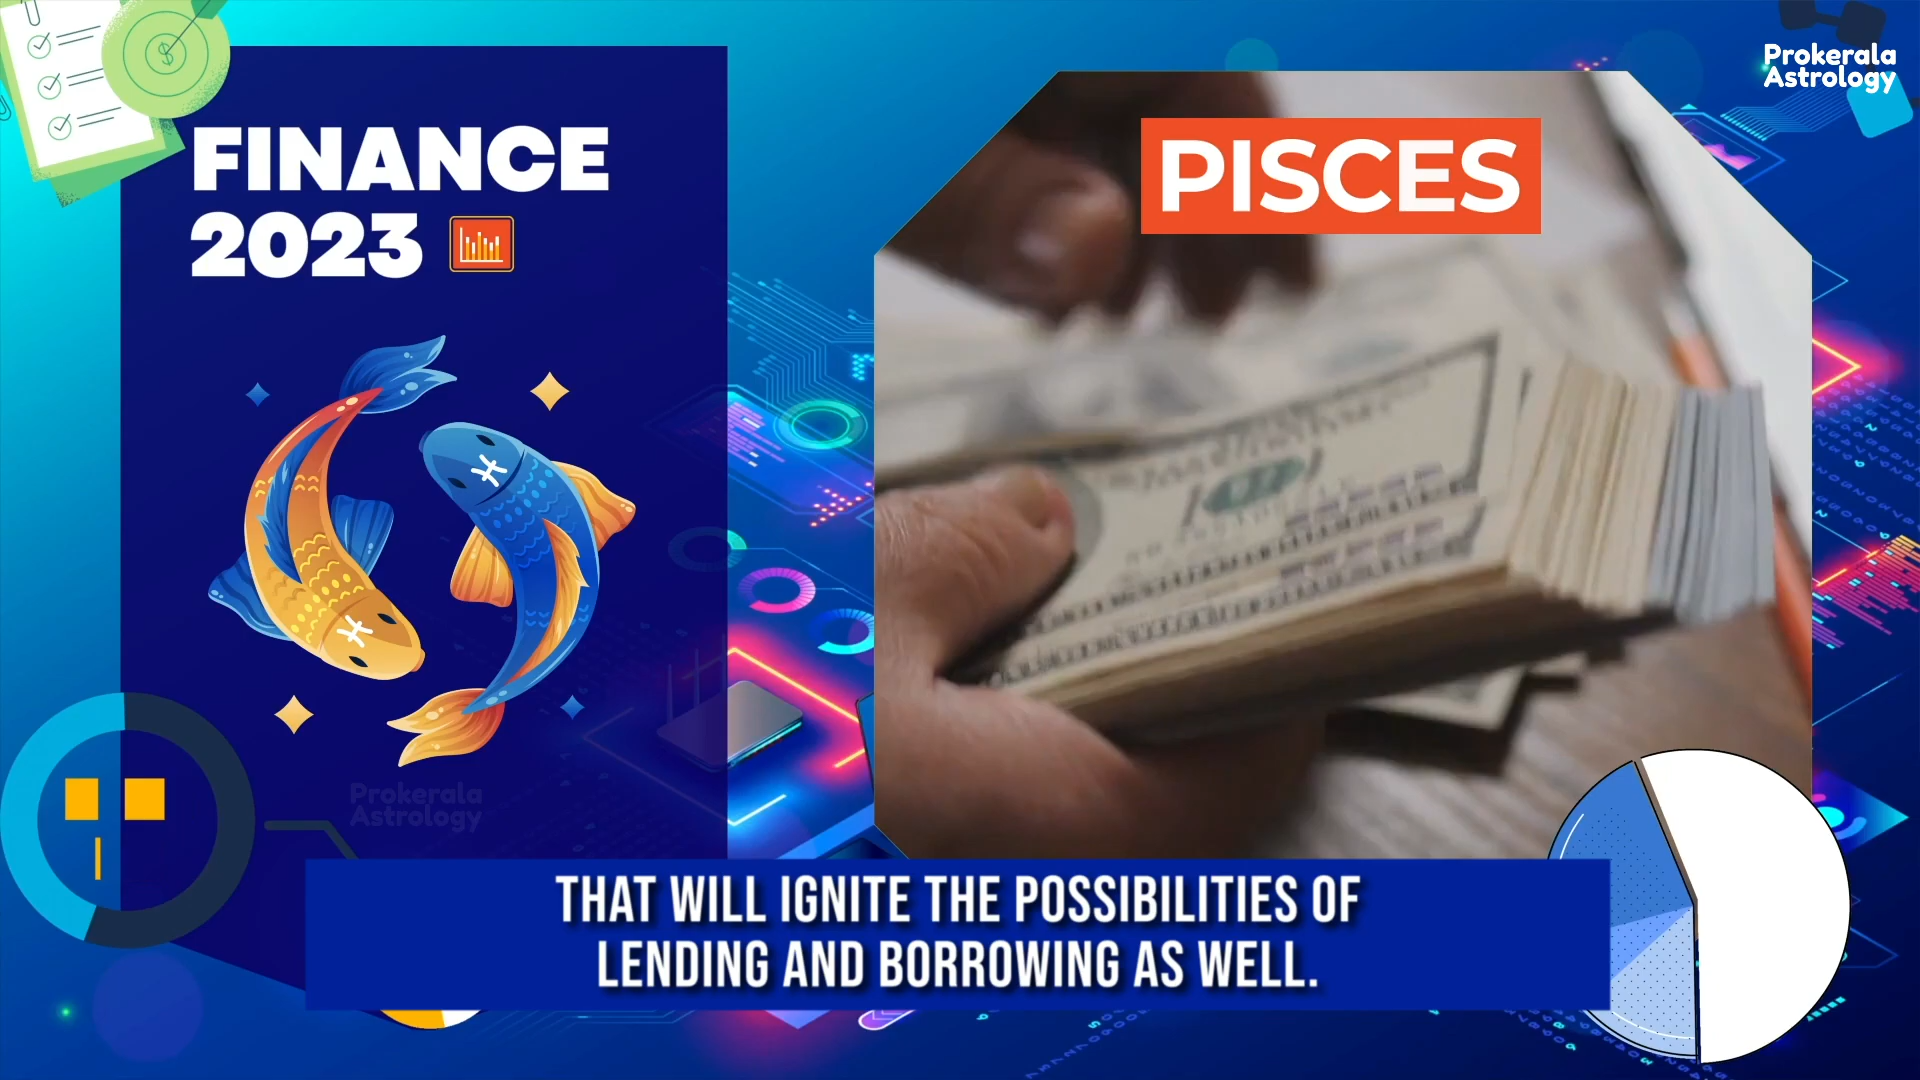 FINANCE
2023
PISCES
Prokerala
Astrology
Prokerala
Astrology
THAT WILL IGNITE THE POSSIBILITIES OF
LENDING AND BORROWING AS WELL.